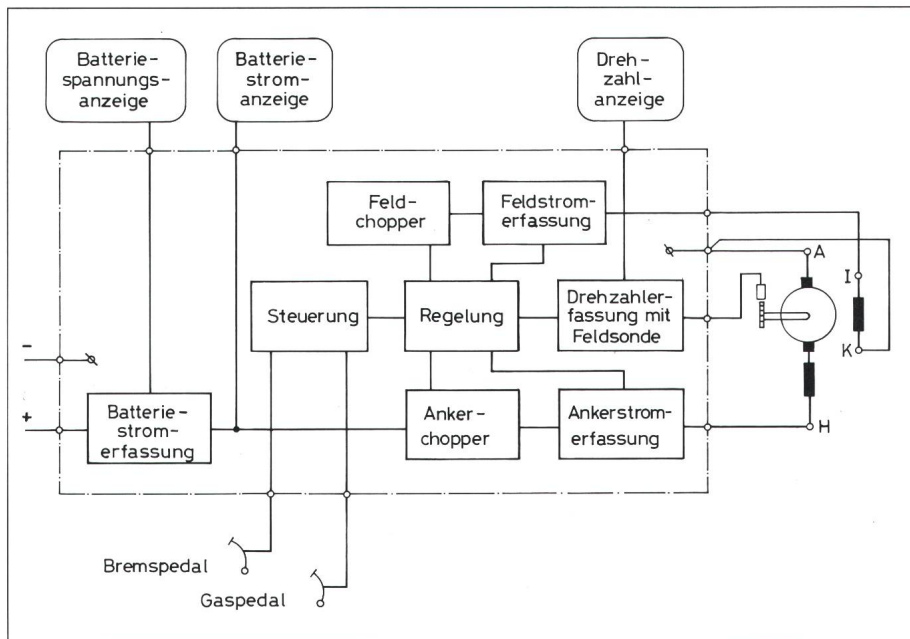 Batterie-
spannungs-
anzeige
Batterie-
strom-
anzeige
Dreh-
zahl-
anzeige
Feld-
chopper
Feldstrom-
erfassung
A
I
Steuerung
Regelung
Drehzahler-
fassung mit
Feldsonde
K
-
+
Batterie-
strom-
erfassung
Anker-
chopper
Ankerstrom-
erfassung
H
Bremspedal
Gaspedal